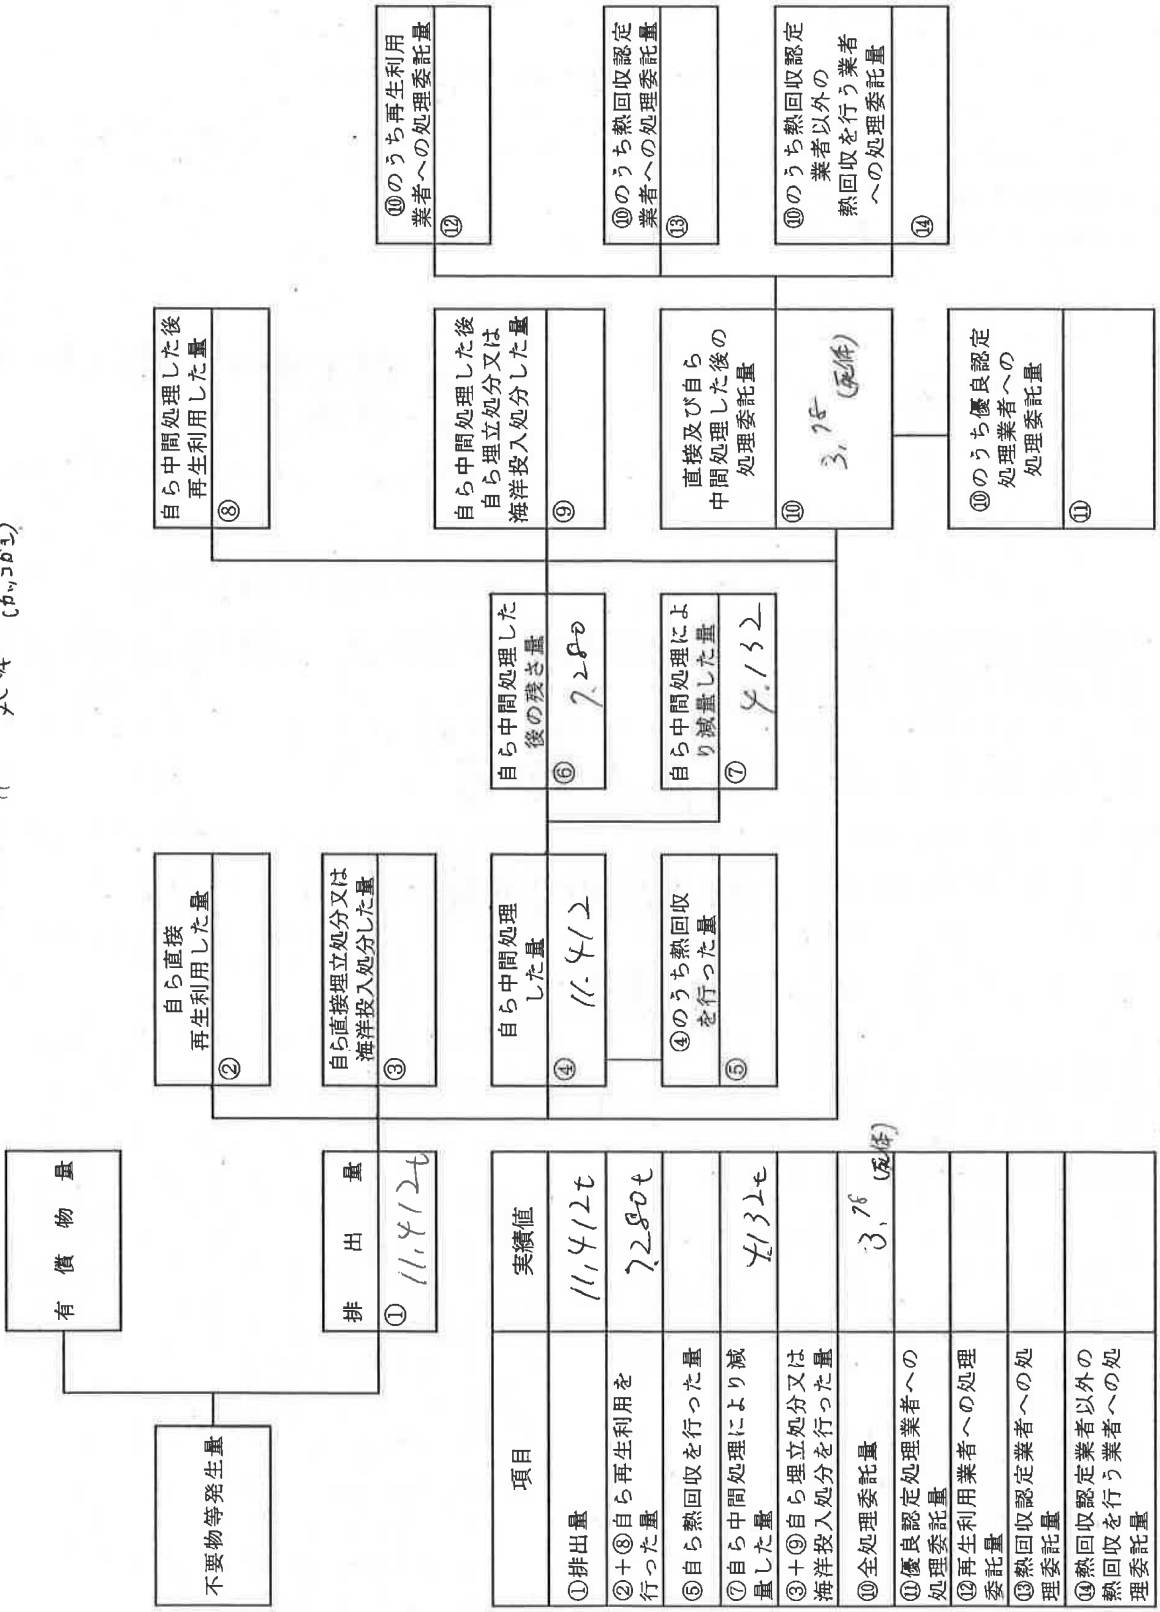 不要物等発生量
有償物量
排出量
① 11,412t
自ら直接
再生利用した量
②
自ら直接埋立処分又は
海洋投入処分した量
③
自ら中間処理
した量
④ 11.412
④のうち熱回収
を行った量
⑤
自ら中間処理した
後の残さ量
⑥ 7.280
自ら中間処理によ
り減量した量
⑦ 4.132
自ら中間処理した後
再生利用した量
⑧
自ら中間処理した後
自ら埋立処分又は
海洋投入処分した量
⑨
直接及び自ら
中間処理した後の
処理委託量
⑩ 3.78 (死体)
⑩のうち優良認定
処理業者への
処理委託量
⑪
⑩のうち再生利用
業者への処理委託量
⑫
⑩のうち熱回収認定
業者への処理委託量
⑬
⑩のうち熱回収認定
業者以外の
熱回収を行う業者
への処理委託量
⑭
項目 実績値
①排出量 11,412t
②+⑧自ら再生利用を
行った量 7280t
⑤自ら熱回収を行った量
⑦自ら中間処理により減
量した量 4132t
③+⑨自ら埋立処分又は
海洋投入処分を行った量
⑩全処理委託量 3.78 (死体)
⑪優良認定処理業者への
処理委託量
⑫再生利用業者への処理
委託量
⑬熱回収認定業者への処
理委託量
⑭熱回収認定業者以外の
熱回収を行う業者への処
理委託量